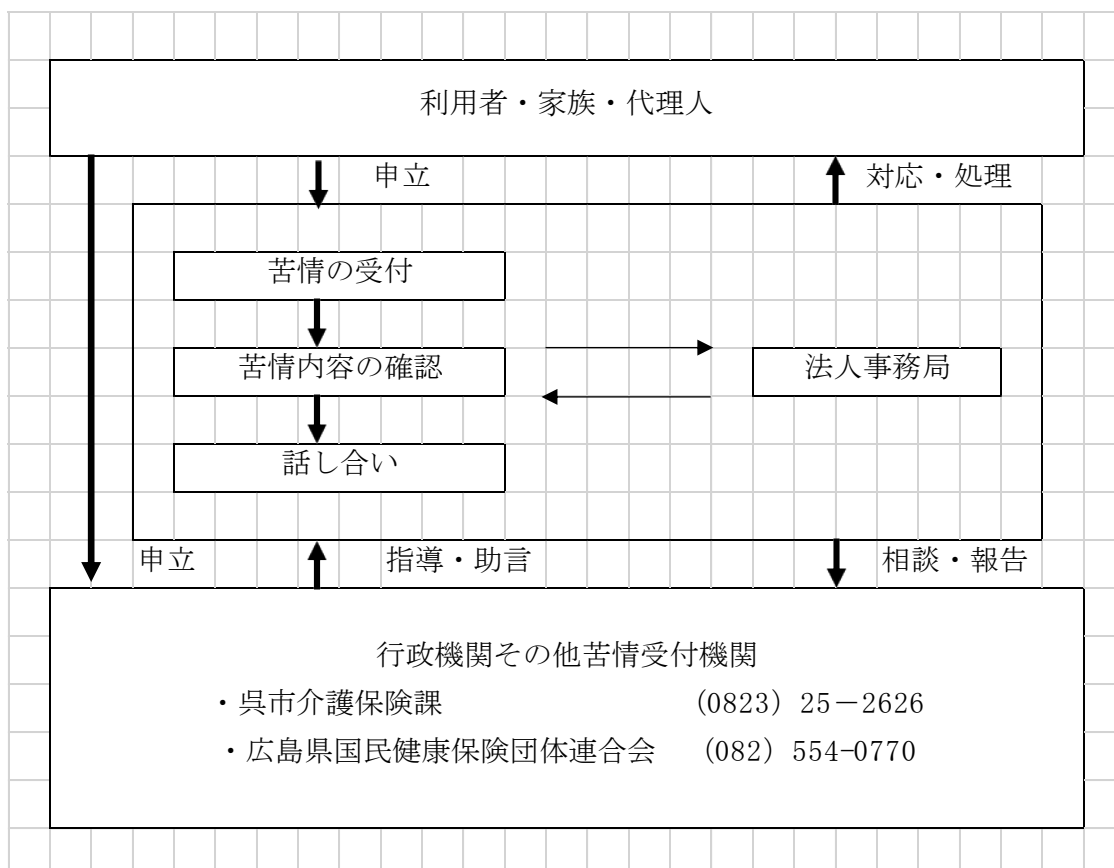 利用者・家族・代理人
申立
対応・処理
苦情の受付
苦情内容の確認
法人事務局
話し合い
申立
指導・助言
相談・報告
行政機関その他苦情受付機関
・呉市介護保険課 (0823) 25－2626
・広島県国民健康保険団体連合会 (082) 554-0770